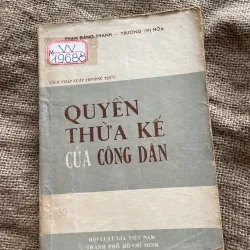 PHAN ĐĂNG THANH – TRƯƠNG THỊ HÒA
VV
19688
SÁCH PHÁP LUẬT PHỔ THÔNG
QUYỀN
THỪA KẾ
CỦA CÔNG DÂN
HỘI LUẬT GIA VIỆT NAM
THÀNH PHỐ HỒ CHÍ MINH